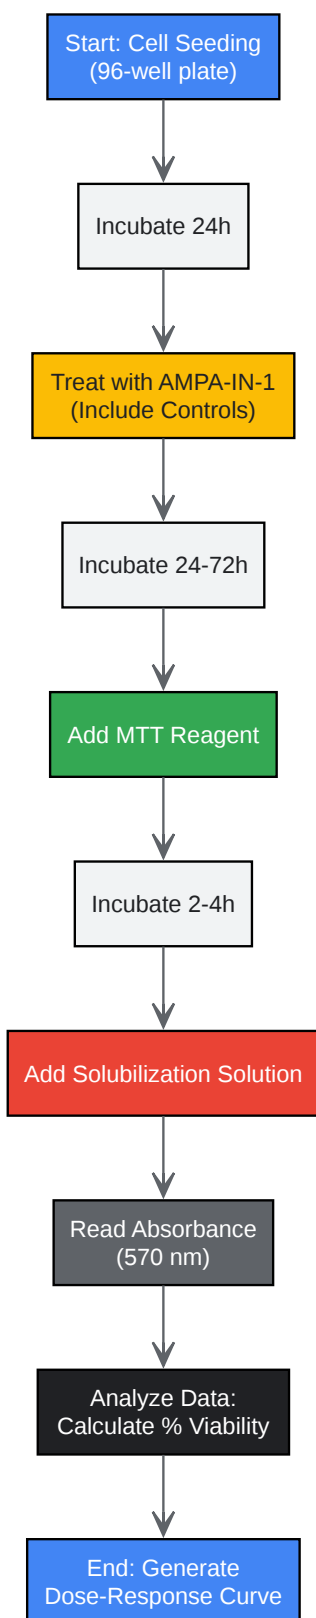 Start: Cell Seeding
(96-well plate)
Incubate 24h
Treat with AMPA-IN-1
(Include Controls)
Incubate 24-72h
Add MTT Reagent
Incubate 2-4h
Add Solubilization Solution
Read Absorbance
(570 nm)
Analyze Data:
Calculate % Viability
End: Generate
Dose-Response Curve